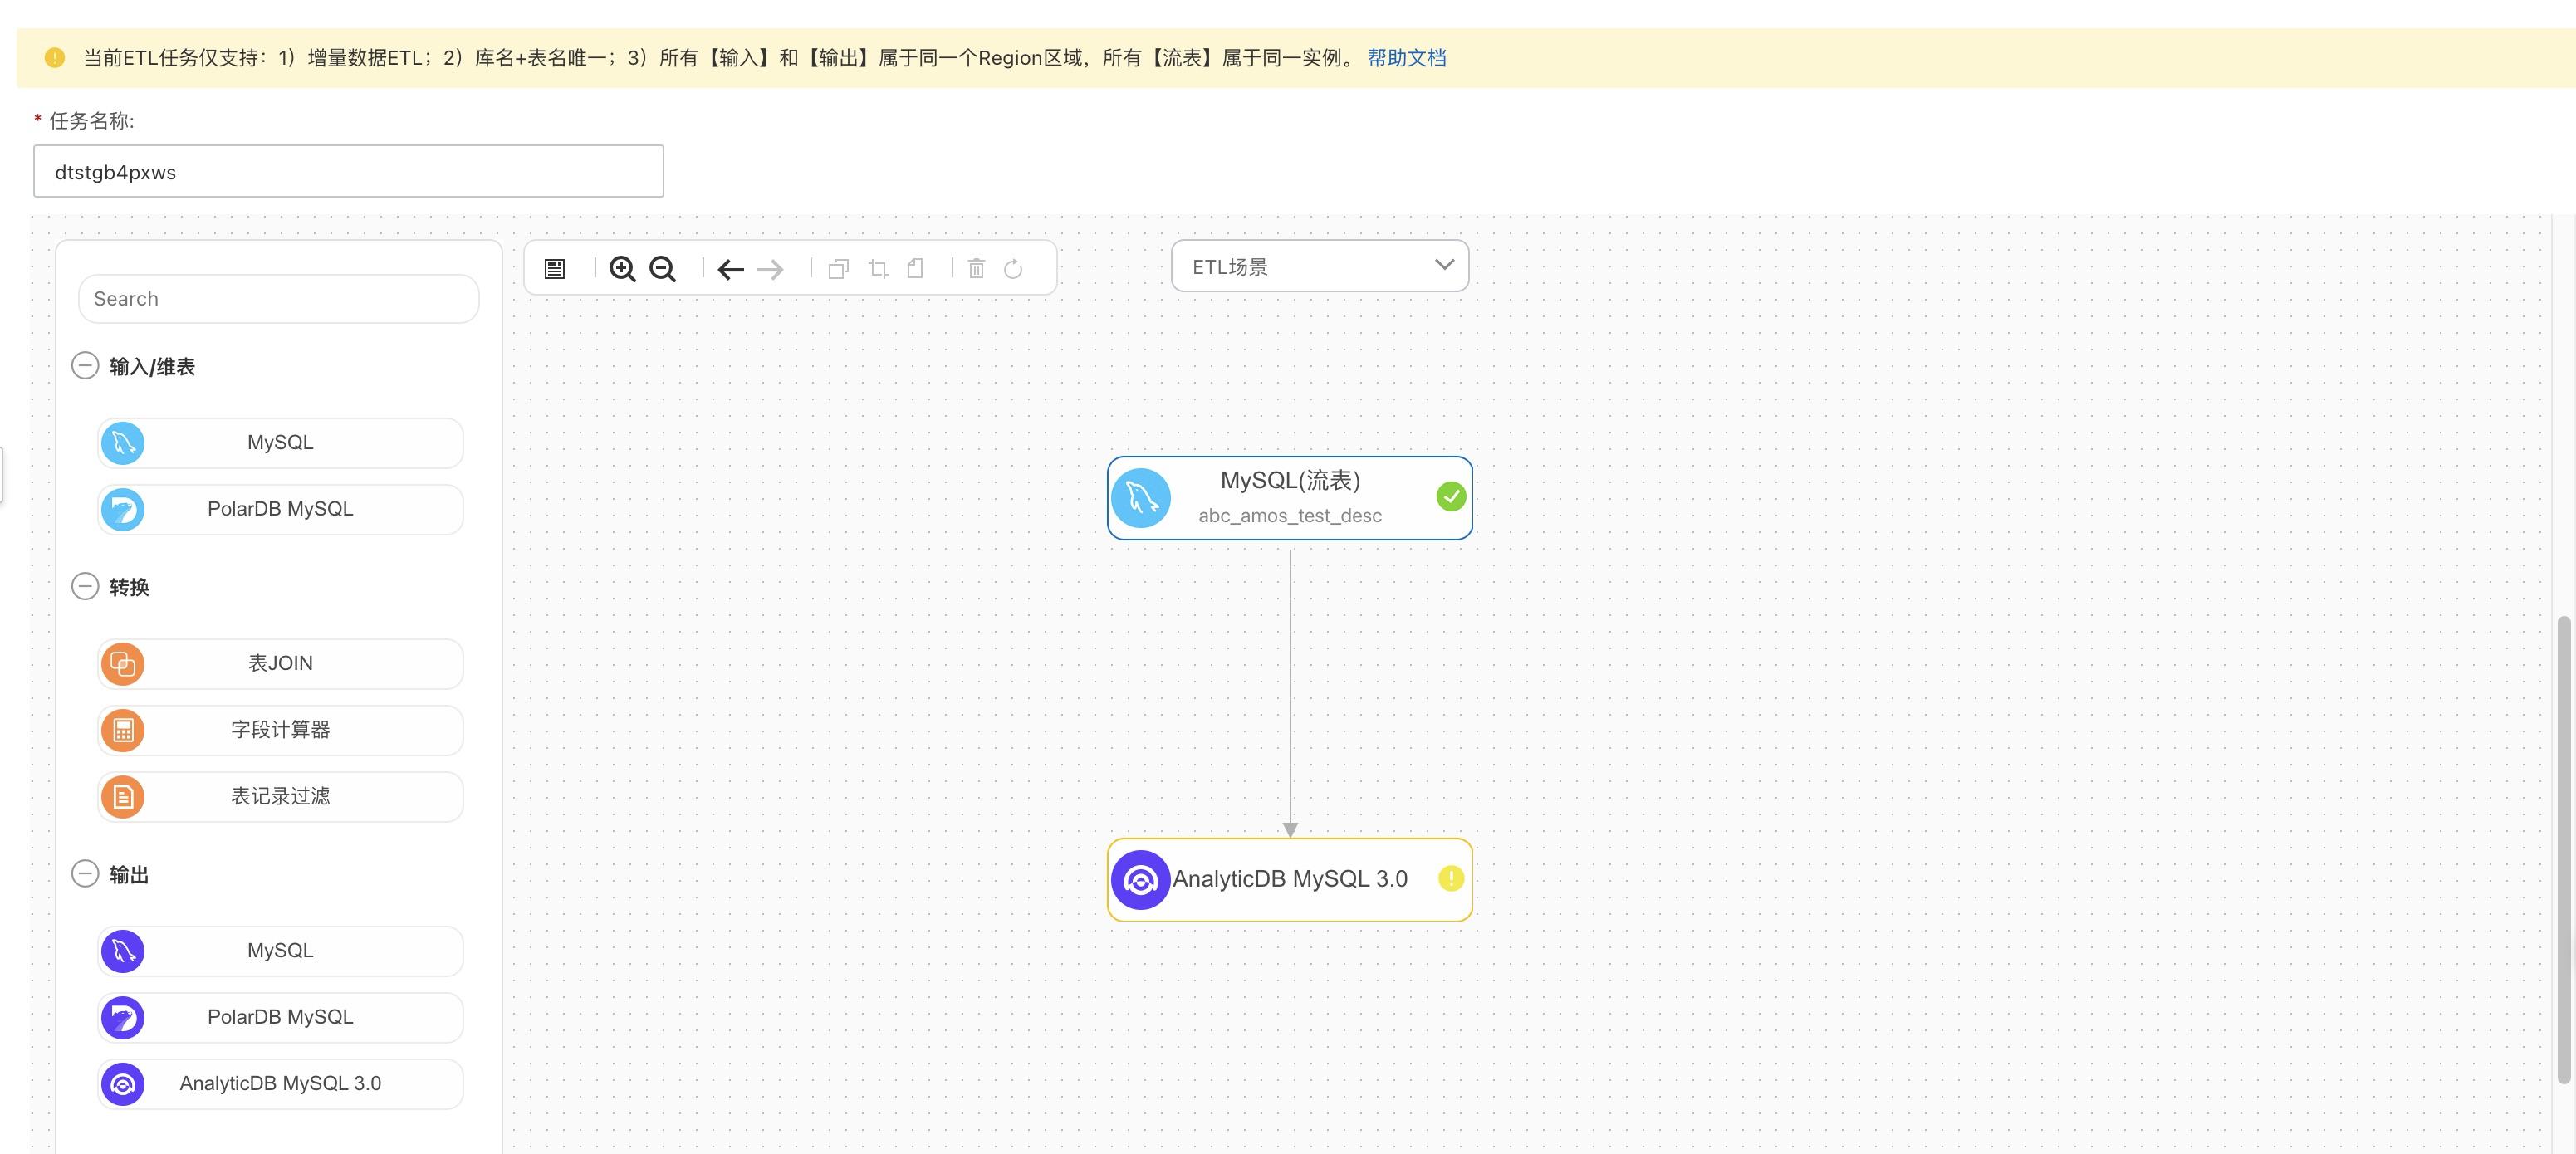 当前ETL任务仅支持：1）增量数据ETL；2）库名+表名唯一；3）所有【输入】和【输出】属于同一个Region区域，所有【流表】属于同一实例。 帮助文档
* 任务名称:
dtstgb4pxws
ETL场景
Search
输入/维表
MySQL
PolarDB MySQL
转换
表JOIN
字段计算器
表记录过滤
输出
MySQL
PolarDB MySQL
AnalyticDB MySQL 3.0
MySQL(流表)
abc_amos_test_desc
AnalyticDB MySQL 3.0